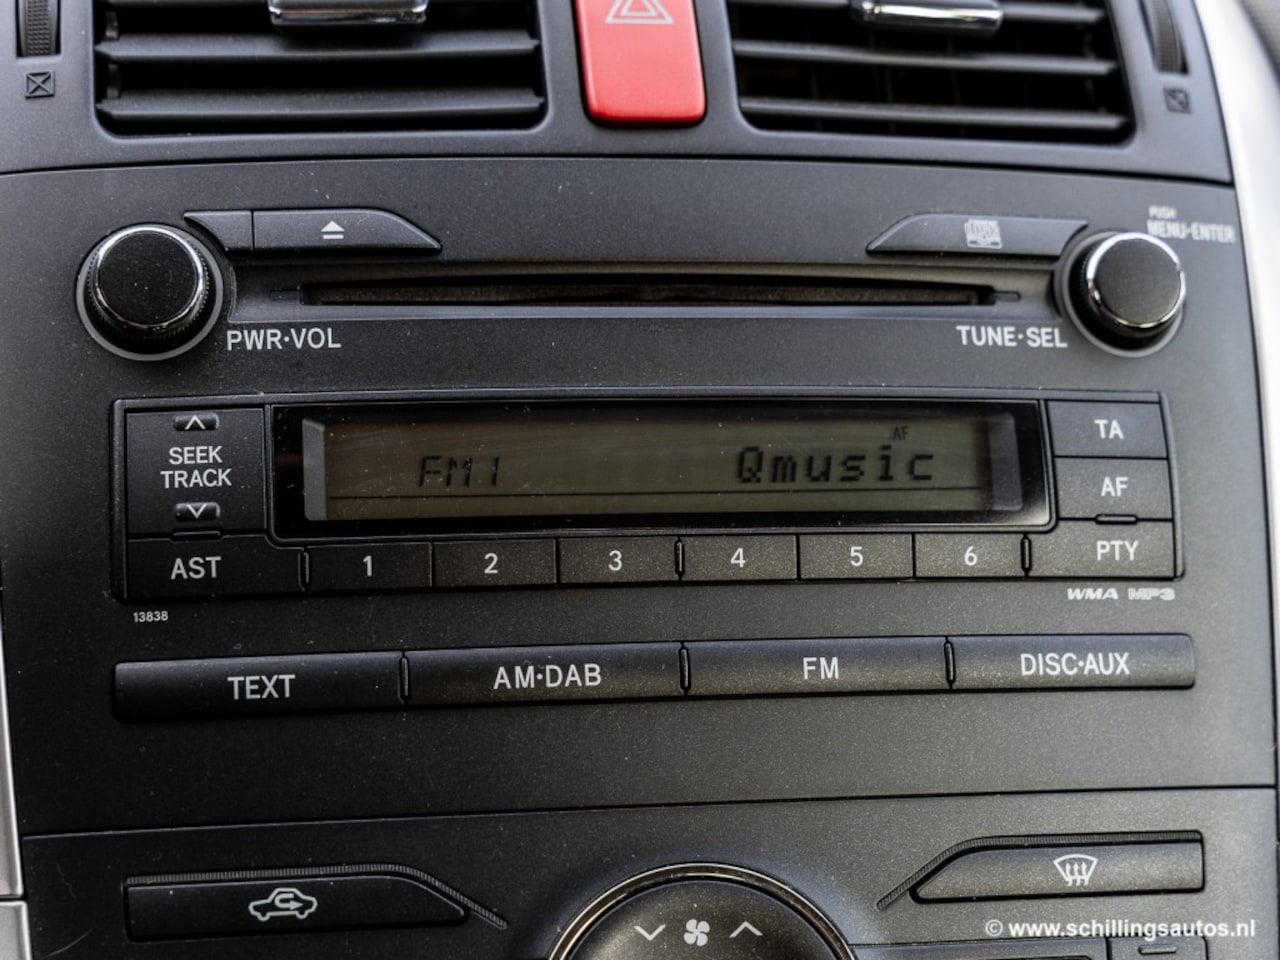 PUSH
MENU·ENTER
PWR·VOL
TUNE·SEL
SEEK
TRACK
AF
FM1
Qmusic
TA
AF
AST
1
2
3
4
5
6
PTY
WMA MP3
13838
TEXT
AM·DAB
FM
DISC·AUX
© www.schillingsautos.nl